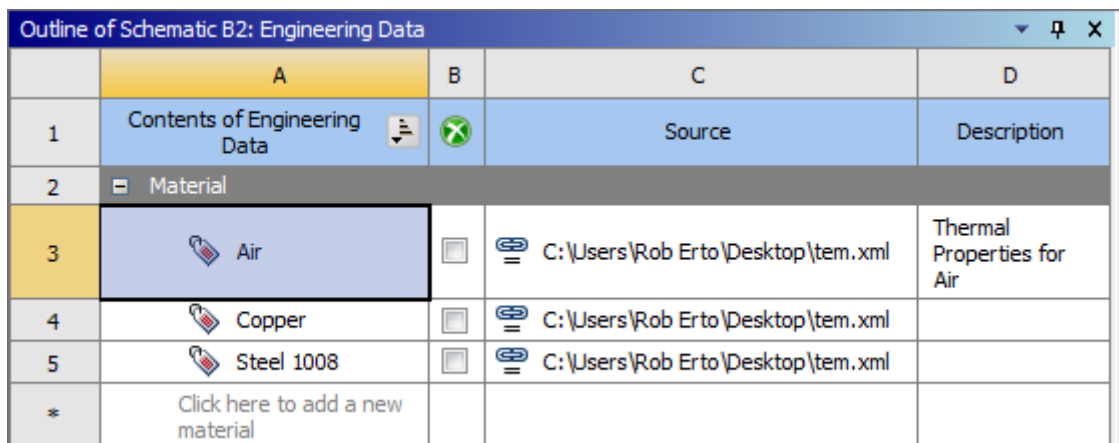 Outline of Schematic B2: Engineering Data
A B C D
1 Contents of Engineering Data Source Description
2 Material
3 Air C:\Users\Rob Erto\Desktop\tem.xml Thermal Properties for Air
4 Copper C:\Users\Rob Erto\Desktop\tem.xml
5 Steel 1008 C:\Users\Rob Erto\Desktop\tem.xml
* Click here to add a new material